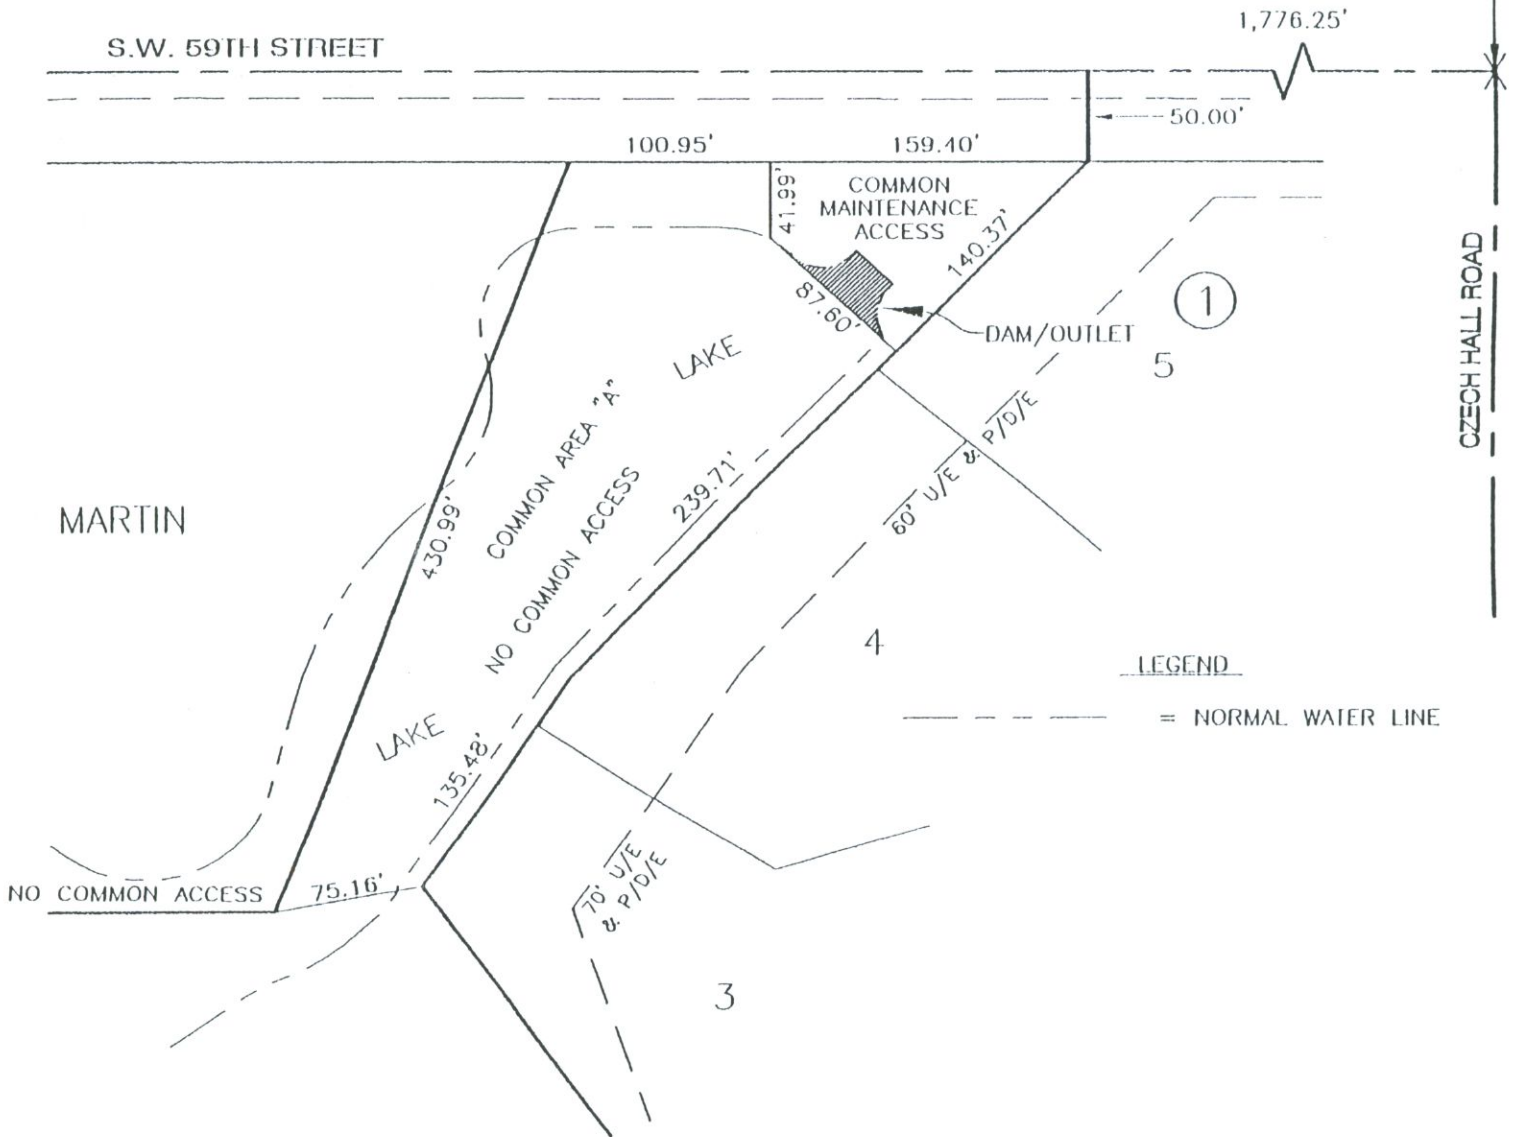 1,776.25'
S.W. 59TH STREET
50.00'
100.95'
159.40'
41.99'
COMMON
MAINTENANCE
ACCESS
140.37'
87.60'
DAM/OUTLET
1
5
CZECH HALL ROAD
LAKE
COMMON AREA "A"
NO COMMON ACCESS
239.71'
60' U/E & P/D/E
MARTIN
430.99'
4
LEGEND
= NORMAL WATER LINE
LAKE
135.48'
70' U/E
& P/D/E
NO COMMON ACCESS
75.16'
3